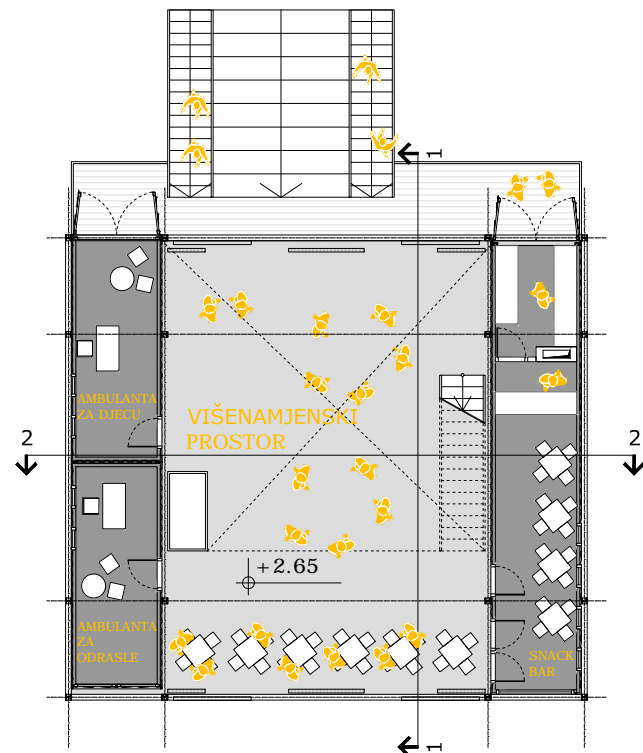 1
AMBULANTA
ZA DJECU
VIŠENAMJENSKI
PROSTOR
2
2
+2.65
AMBULANTA
ZA
ODRASLE
SNACK
BAR
1